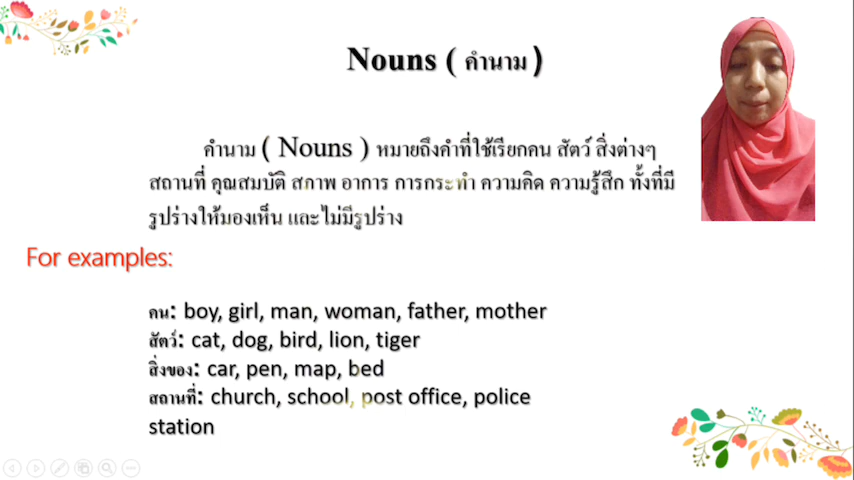 Nouns ( คำนาม )
คำนาม ( Nouns ) หมายถึงคำที่ใช้เรียกคน สัตว์ สิ่งต่างๆ
สถานที่ คุณสมบัติ สภาพ อาการ การกระทำ ความคิด ความรู้สึก ทั้งที่มี
รูปร่างให้มองเห็น และไม่มีรูปร่าง
For examples:
คน: boy, girl, man, woman, father, mother
สัตว์: cat, dog, bird, lion, tiger
สิ่งของ: car, pen, map, bed
สถานที่: church, school, post office, police
station